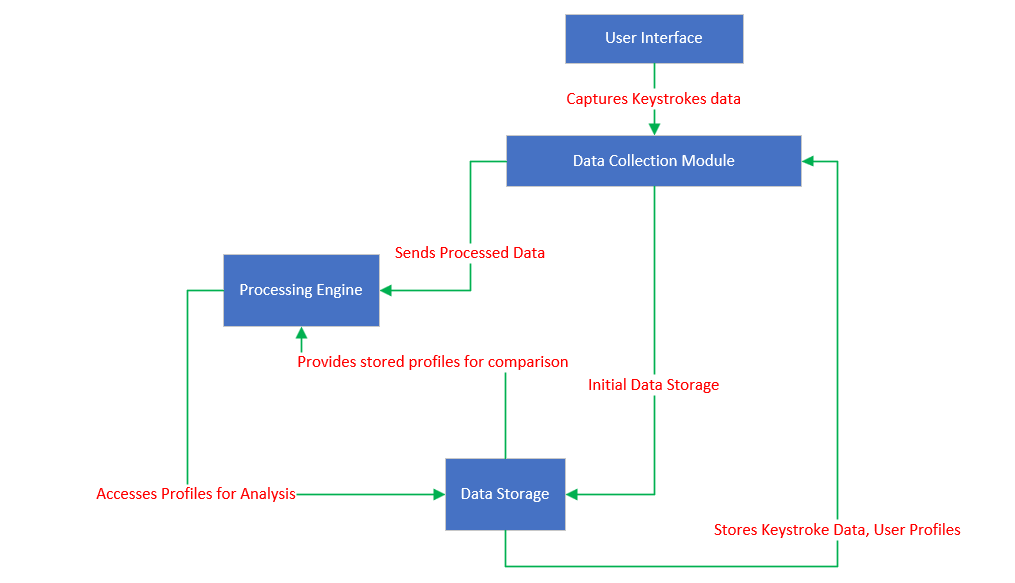 User Interface
Captures Keystrokes data
Data Collection Module
Sends Processed Data
Processing Engine
Provides stored profiles for comparison
Initial Data Storage
Accesses Profiles for Analysis
Data Storage
Stores Keystroke Data, User Profiles